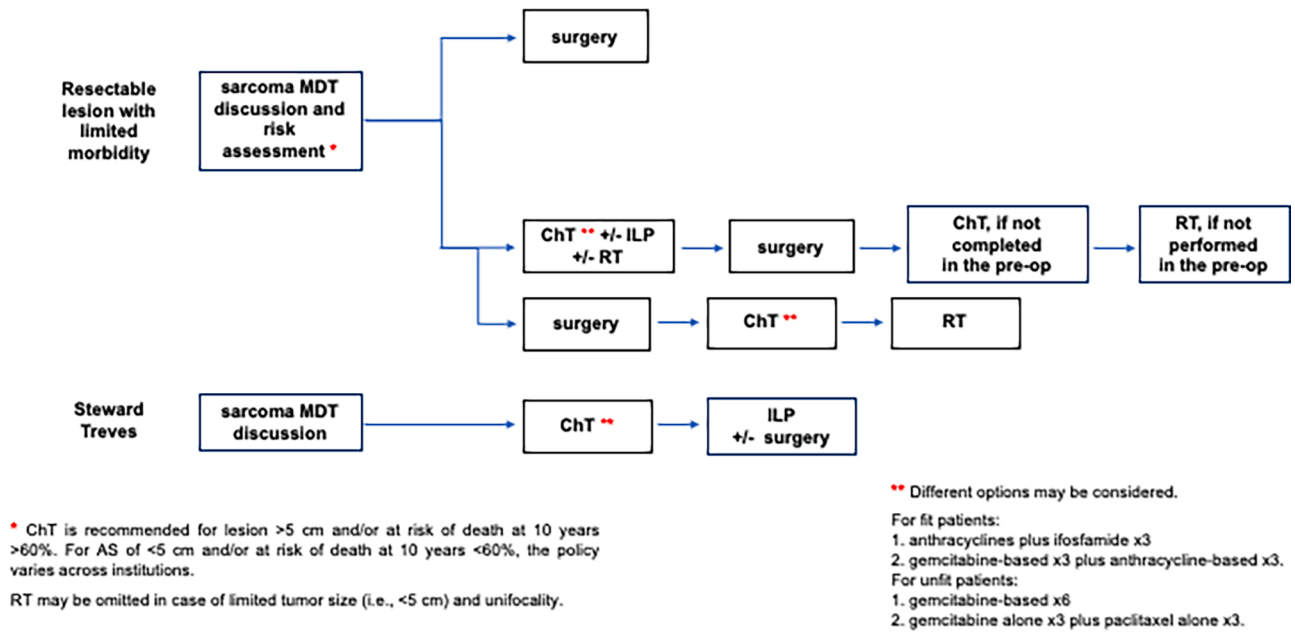 surgery
Resectable
lesion with
limited
morbidity
sarcoma MDT
discussion and
risk
assessment *
ChT ** +/- ILP
+/- RT
surgery
ChT, if not
completed
in the pre-op
RT, if not
performed
in the pre-op
surgery
ChT **
RT
Steward
Treves
sarcoma MDT
discussion
ChT **
ILP
+/- surgery
* ChT is recommended for lesion >5 cm and/or at risk of death at 10 years
>60%. For AS of <5 cm and/or at risk of death at 10 years <60%, the policy
varies across institutions.
RT may be omitted in case of limited tumor size (i.e., <5 cm) and unifocality.
** Different options may be considered.
For fit patients:
1. anthracyclines plus ifosfamide x3
2. gemcitabine-based x3 plus anthracycline-based x3.
For unfit patients:
1. gemcitabine-based x6
2. gemcitabine alone x3 plus paclitaxel alone x3.